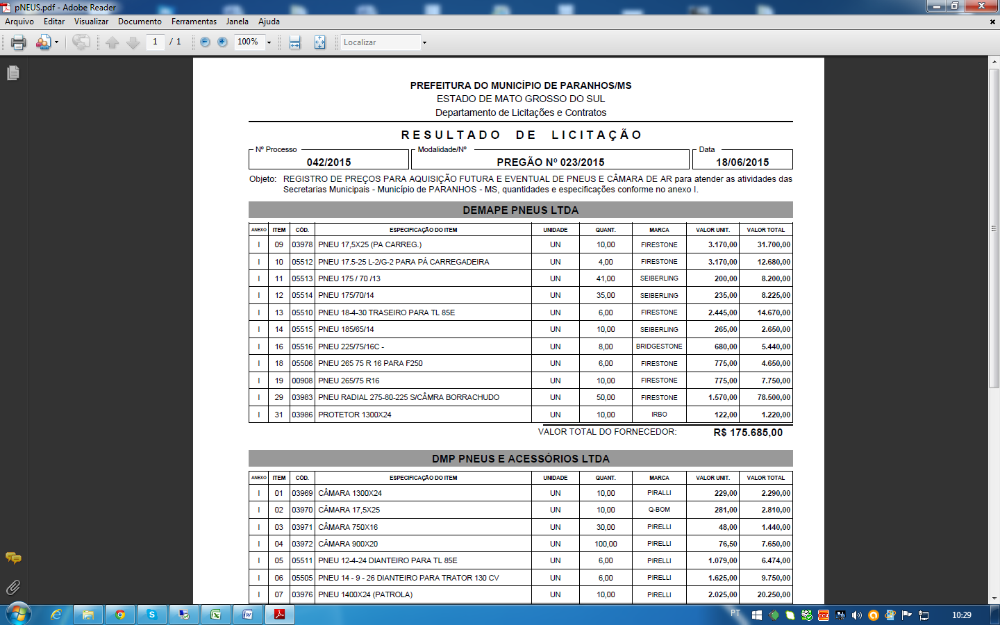 pNEUS.pdf - Adobe Reader
Arquivo Editar Visualizar Documento Ferramentas Janela Ajuda
1 / 1 100% Localizar
PREFEITURA DO MUNICÍPIO DE PARANHOS/MS
ESTADO DE MATO GROSSO DO SUL
Departamento de Licitações e Contratos
RESULTADO DE LICITAÇÃO
Nº Processo Modalidade/Nº Data
042/2015 PREGÃO Nº 023/2015 18/06/2015
Objeto: REGISTRO DE PREÇOS PARA AQUISIÇÃO FUTURA E EVENTUAL DE PNEUS E CÂMARA DE AR para atender as atividades das
Secretarias Municipais - Município de PARANHOS - MS, quantidades e especificações conforme no anexo I.
DEMAPE PNEUS LTDA
ANEXO ITEM CÓD. ESPECIFICAÇÃO DO ITEM UNIDADE QUANT. MARCA VALOR UNIT. VALOR TOTAL
I 09 03978 PNEU 17,5X25 (PA CARREG.) UN 10,00 FIRESTONE 3.170,00 31.700,00
I 10 05512 PNEU 17.5-25 L-2/G-2 PARA PÁ CARREGADEIRA UN 4,00 FIRESTONE 3.170,00 12.680,00
I 11 05513 PNEU 175 / 70 /13 UN 41,00 SEIBERLING 200,00 8.200,00
I 12 05514 PNEU 175/70/14 UN 35,00 SEIBERLING 235,00 8.225,00
I 13 05510 PNEU 18-4-30 TRASEIRO PARA TL 85E UN 6,00 FIRESTONE 2.445,00 14.670,00
I 14 05515 PNEU 185/65/14 UN 10,00 SEIBERLING 265,00 2.650,00
I 16 05516 PNEU 225/75/16C - UN 8,00 BRIDGESTONE 680,00 5.440,00
I 18 05506 PNEU 265 75 R 16 PARA F250 UN 6,00 FIRESTONE 775,00 4.650,00
I 19 00908 PNEU 265/75 R16 UN 10,00 FIRESTONE 775,00 7.750,00
I 29 03983 PNEU RADIAL 275-80-225 S/CÂMRA BORRACHUDO UN 50,00 FIRESTONE 1.570,00 78.500,00
I 31 03986 PROTETOR 1300X24 UN 10,00 IRBO 122,00 1.220,00
VALOR TOTAL DO FORNECEDOR: R$ 175.685,00
DMP PNEUS E ACESSÓRIOS LTDA
ANEXO ITEM CÓD. ESPECIFICAÇÃO DO ITEM UNIDADE QUANT. MARCA VALOR UNIT. VALOR TOTAL
I 01 03969 CÂMARA 1300X24 UN 10,00 PIRALLI 229,00 2.290,00
I 02 03970 CÂMARA 17,5X25 UN 10,00 Q-BOM 281,00 2.810,00
I 03 03971 CÂMARA 750X16 UN 30,00 PIRELLI 48,00 1.440,00
I 04 03972 CÂMARA 900X20 UN 100,00 PIRELLI 76,50 7.650,00
I 05 05511 PNEU 12-4-24 DIANTEIRO PARA TL 85E UN 6,00 PIRELLI 1.079,00 6.474,00
I 06 05505 PNEU 14 - 9 - 26 DIANTEIRO PARA TRATOR 130 CV UN 6,00 PIRELLI 1.625,00 9.750,00
I 07 03976 PNEU 1400X24 (PATROLA) UN 10,00 PIRELLI 2.025,00 20.250,00
PT 10:29